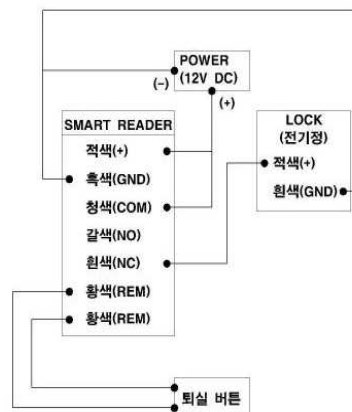 POWER
(12V DC)
(-)
(+)
SMART READER
적색(+)
흑색(GND)
청색(COM)
갈색(NO)
흰색(NC)
황색(REM)
황색(REM)
LOCK
(전기정)
적색(+)
흰색(GND)
퇴실 버튼